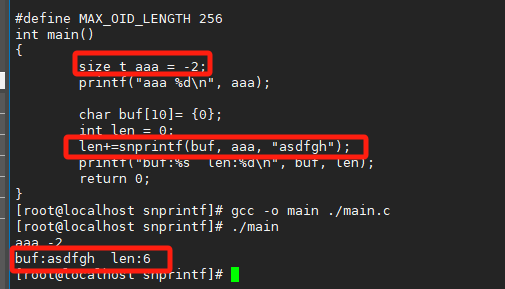 #define MAX_OID_LENGTH 256
int main()
{
        size_t aaa = -2;
        printf("aaa %d\n", aaa);

        char buf[10]= {0};
        int len = 0;
        len+=snprintf(buf, aaa, "asdfgh");
        printf("buf:%s  len:%d\n", buf, len);
        return 0;
}
[root@localhost snprintf]# gcc -o main ./main.c
[root@localhost snprintf]# ./main
aaa -2
buf:asdfgh  len:6
[root@localhost snprintf]#